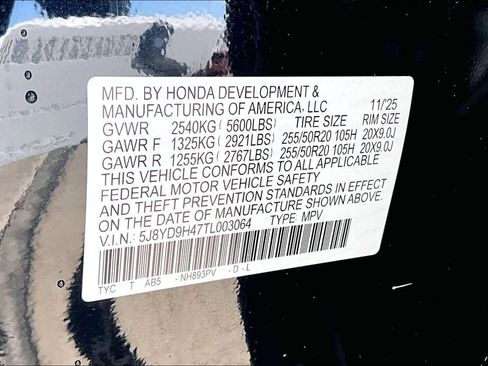 MFD. BY HONDA DEVELOPMENT &
MANUFACTURING OF AMERICA, LLC 11/25
GVWR 2540KG (5600LBS) TIRE SIZE RIM SIZE
GAWR F 1325KG (2921LBS) 255/50R20 105H 20X9.0J
GAWR R 1255KG (2767LBS) 255/50R20 105H 20X9.0J
THIS VEHICLE CONFORMS TO ALL APPLICABLE
FEDERAL MOTOR VEHICLE SAFETY
AND THEFT PREVENTION STANDARDS IN EFFECT
ON THE DATE OF MANUFACTURE SHOWN ABOVE.
V.I.N.: 5J8YD9H47TL003064 TYPE: MPV
TYC T AB5 -NH893PV -D-L